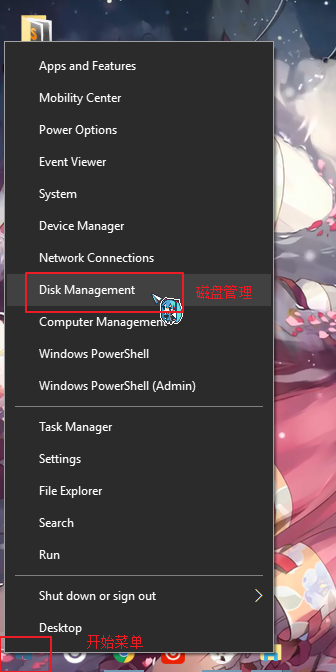 Apps and Features
Mobility Center
Power Options
Event Viewer
System
Device Manager
Network Connections
Disk Management 磁盘管理
Computer Management
Windows PowerShell
Windows PowerShell (Admin)
Task Manager
Settings
File Explorer
Search
Run
Shut down or sign out
Desktop
开始菜单